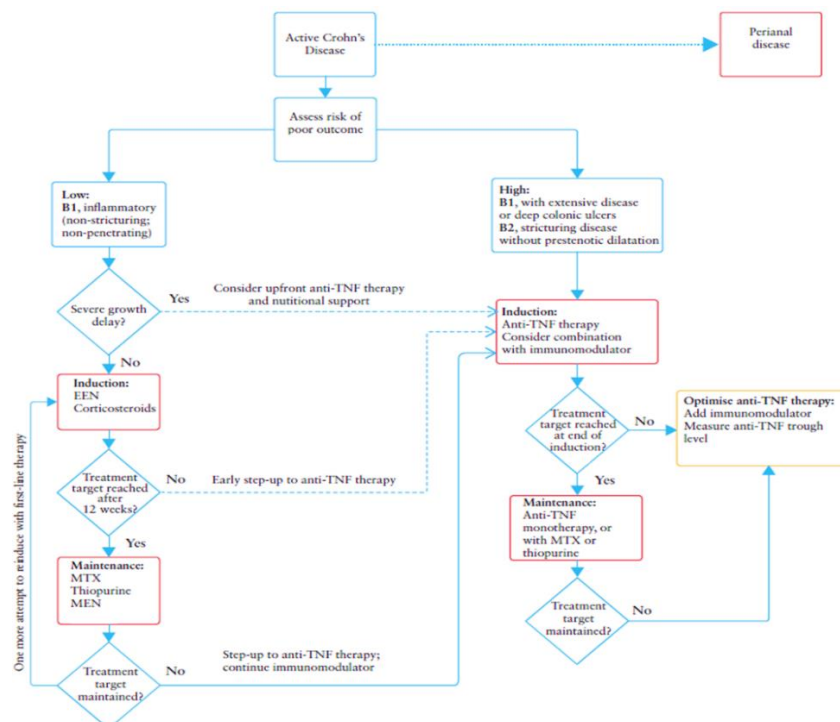 Active Crohn's
Disease
Perianal
disease
Assess risk of
poor outcome
Low:
B1, inflammatory
(non-stricturing;
non-penetrating)
High:
B1, with extensive disease
or deep colonic ulcers
B2, stricturing disease
without prestenotic dilatation
Severe growth
delay?
Yes
Consider upfront anti-TNF therapy
and nutitional support
No
Induction:
EEN
Corticosteroids
Induction:
Anti-TNF therapy
Consider combination
with immunomodulator
Treatment
target reached
after
12 weeks?
No
Early step-up to anti-TNF therapy
Yes
Treatment
target reached
at end of
induction?
No
Optimise anti-TNF therapy:
Add immunomodulator
Measure anti-TNF trough
level
Yes
Maintenance:
MTX
Thiopurine
MEN
Maintenance:
Anti-TNF
monotherapy, or
with MTX or
thiopurine
Treatment
target
maintained?
No
Step-up to anti-TNF therapy;
continue immunomodulator
Treatment
target
maintained?
No
One more attempt to reinduce with first-line therapy